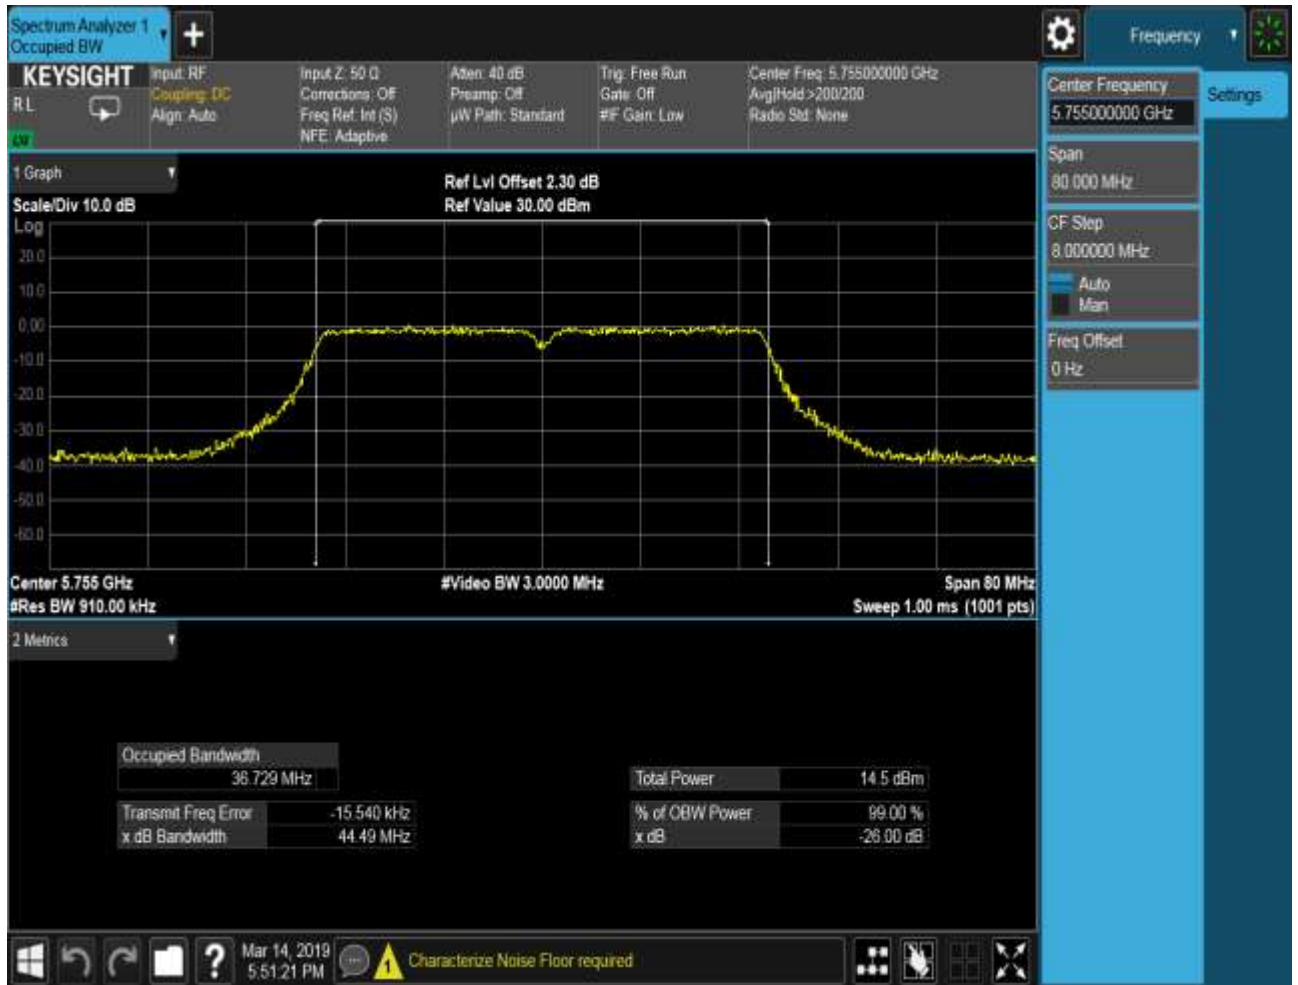 Spectrum Analyzer 1
Occupied BW
Frequency
KEYSIGHT
R L
Input: RF
Coupling: DC
Align: Auto
Input Z: 50 Ω
Corrections: Off
Freq Ref: Int (S)
NFE: Adaptive
Atten: 40 dB
Preamp: Off
µW Path: Standard
Trig: Free Run
Gate: Off
#IF Gain: Low
Center Freq: 5.755000000 GHz
Avg|Hold:>200/200
Radio Std: None
Center Frequency
5.755000000 GHz
Settings
Span
80.000 MHz
CF Step
8.000000 MHz
Auto
Man
Freq Offset
0 Hz
1 Graph
Scale/Div 10.0 dB
Ref Lvl Offset 2.30 dB
Ref Value 30.00 dBm
Log
20.0
10.0
0.00
-10.0
-20.0
-30.0
-40.0
-50.0
-60.0
Center 5.755 GHz
#Video BW 3.0000 MHz
Span 80 MHz
#Res BW 910.00 kHz
Sweep 1.00 ms (1001 pts)
2 Metrics
Occupied Bandwidth
36.729 MHz
Total Power 14.5 dBm
Transmit Freq Error -15.540 kHz
% of OBW Power 99.00 %
x dB Bandwidth 44.49 MHz
x dB -26.00 dB
?
Mar 14, 2019
5:51:21 PM
1
Characterize Noise Floor required